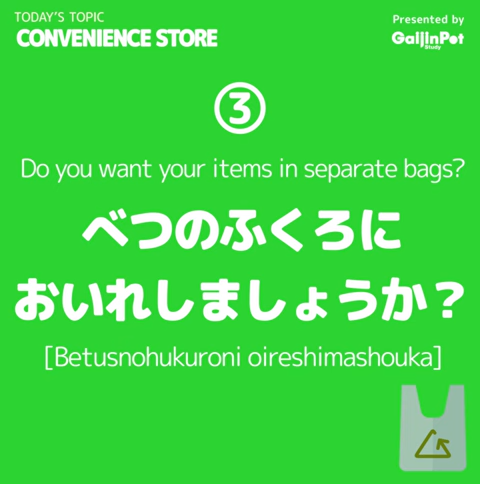 TODAY'S TOPIC
CONVENIENCE STORE
Presented by
GaijinPot
Study
③
Do you want your items in separate bags?
べつのふくろに
おいれしましょうか？
[Betusnohukuroni oireshimashouka]